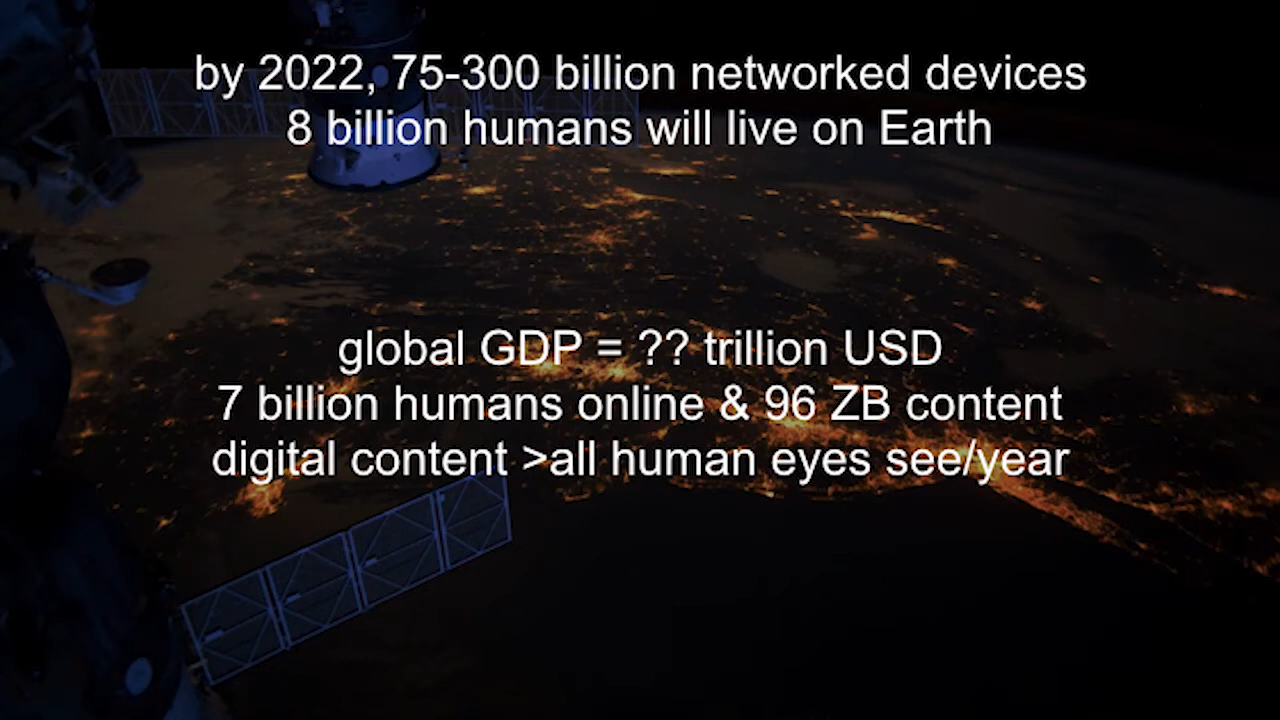 by 2022, 75-300 billion networked devices
8 billion humans will live on Earth
global GDP = ?? trillion USD
7 billion humans online & 96 ZB content
digital content >all human eyes see/year